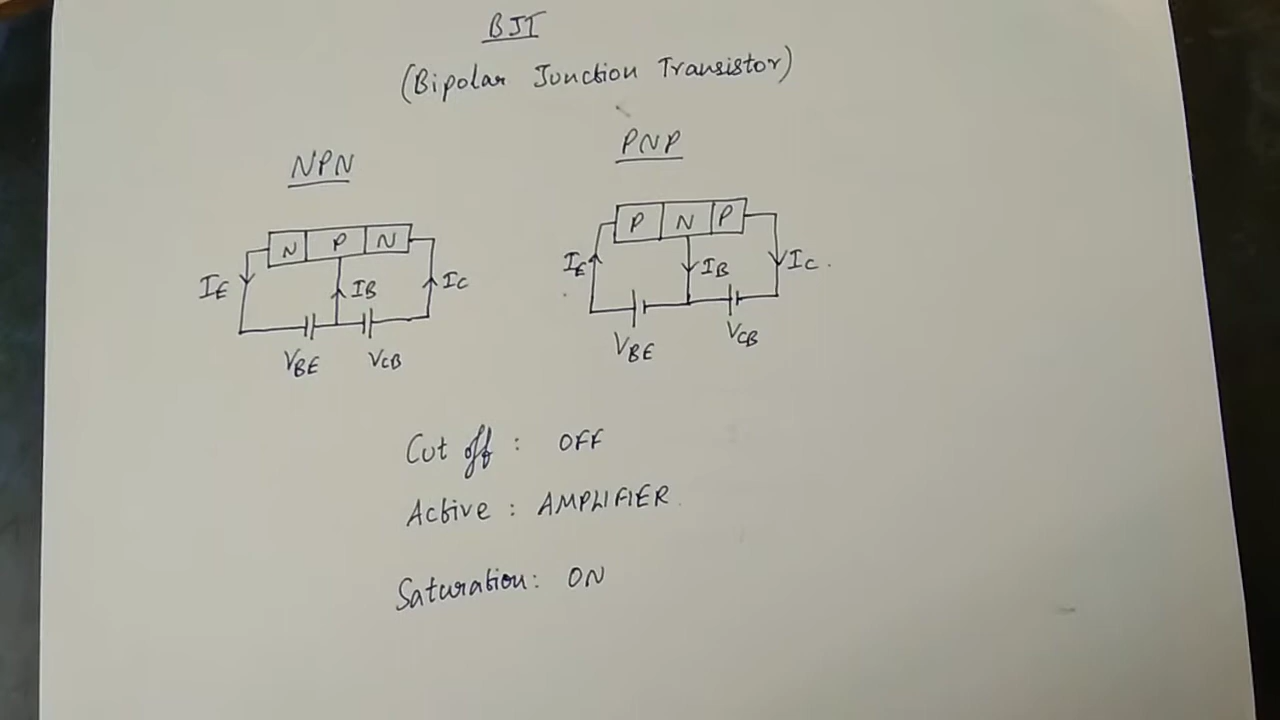 BJT
(Bipolar Junction Transistor)
NPN
PNP
N P N
P N P
IE
IB
IC
IE
IB
IC.
VBE
VCB
VBE
VCB
Cut off : OFF
Active : AMPLIFIER.
Saturation: ON